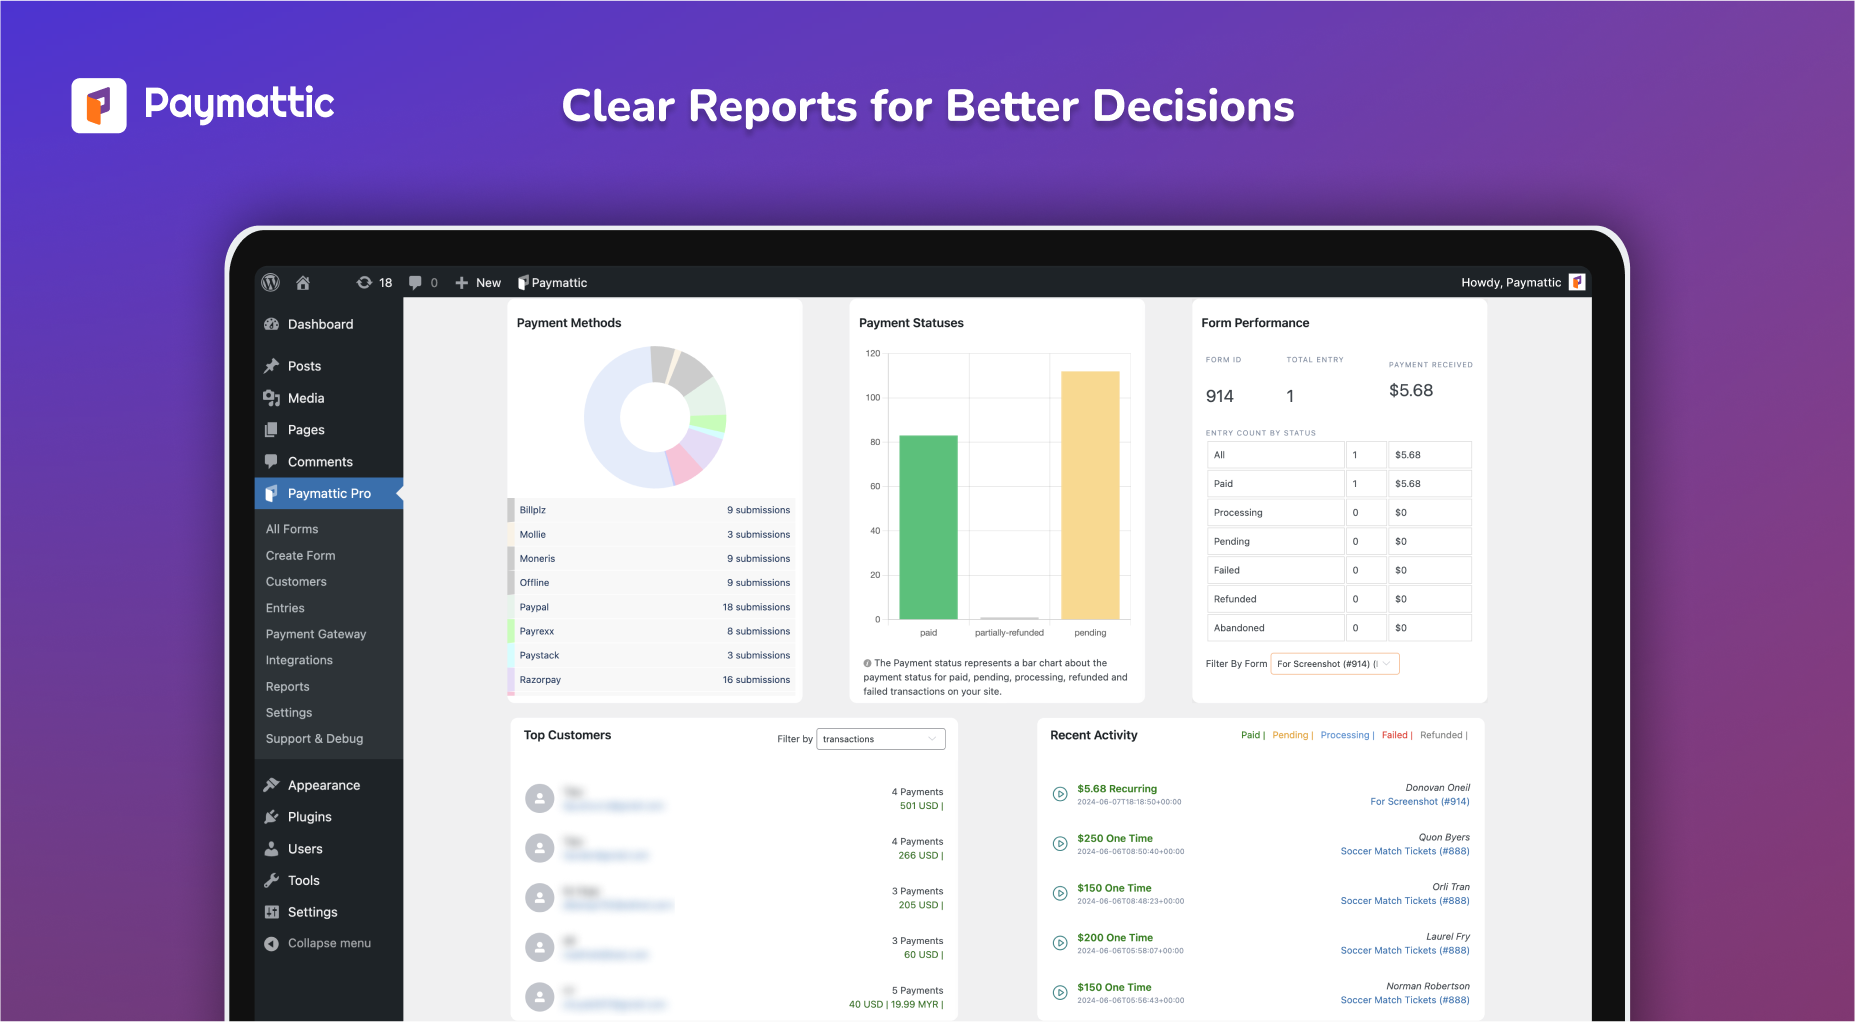 Paymattic
Clear Reports for Better Decisions
18
0
New
Paymattic
Howdy, Paymattic
Dashboard
Posts
Media
Pages
Comments
Paymattic Pro
All Forms
Create Form
Customers
Entries
Payment Gateway
Integrations
Reports
Settings
Support & Debug
Appearance
Plugins
Users
Tools
Settings
Collapse menu
Payment Methods
Billplz 9 submissions
Mollie 3 submissions
Moneris 9 submissions
Offline 9 submissions
Paypal 18 submissions
Payrexx 8 submissions
Paystack 3 submissions
Razorpay 16 submissions
Payment Statuses
120
100
80
60
40
20
0
paid partially-refunded pending
The Payment status represents a bar chart about the
payment status for paid, pending, processing, refunded and
failed transactions on your site.
Form Performance
FORM ID TOTAL ENTRY PAYMENT RECEIVED
914 1 $5.68
ENTRY COUNT BY STATUS
All 1 $5.68
Paid 1 $5.68
Processing 0 $0
Pending 0 $0
Failed 0 $0
Refunded 0 $0
Abandoned 0 $0
Filter By Form For Screenshot (#914) (
Top Customers
Filter by transactions
4 Payments
501 USD |
4 Payments
266 USD |
3 Payments
205 USD |
3 Payments
60 USD |
5 Payments
40 USD | 19.99 MYR |
Recent Activity
Paid | Pending | Processing | Failed | Refunded |
$5.68 Recurring Donovan Oneil
2024-06-07T18:18:50+00:00 For Screenshot (#914)
$250 One Time Quon Byers
2024-06-06T08:50:40+00:00 Soccer Match Tickets (#888)
$150 One Time Orli Tran
2024-06-06T08:48:23+00:00 Soccer Match Tickets (#888)
$200 One Time Laurel Fry
2024-06-06T05:58:07+00:00 Soccer Match Tickets (#888)
$150 One Time Norman Robertson
2024-06-06T05:56:43+00:00 Soccer Match Tickets (#888)